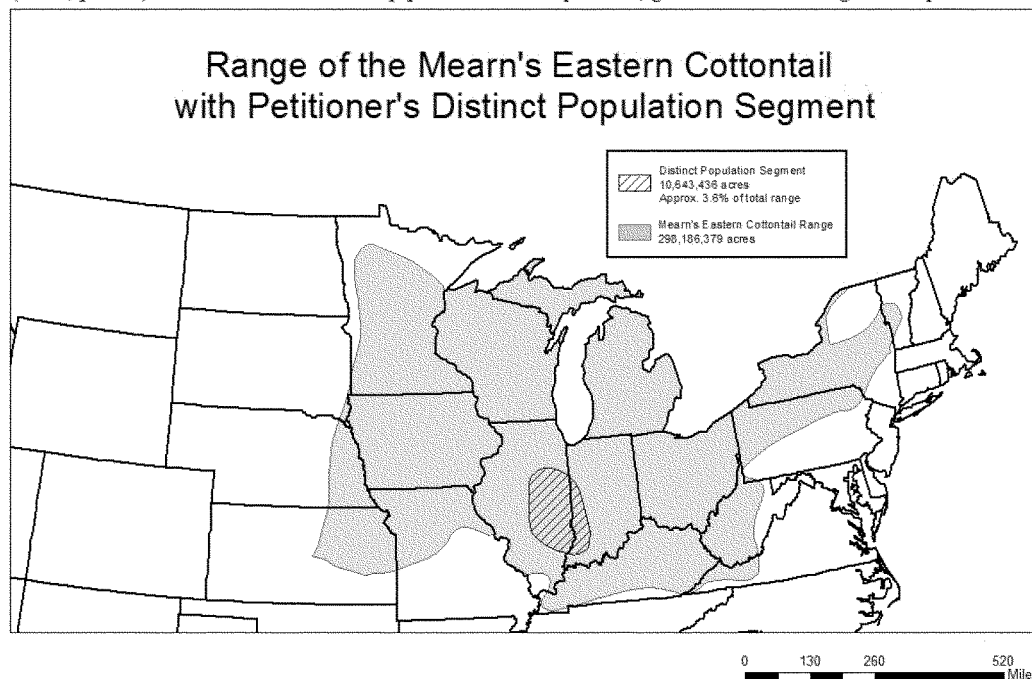 Range of the Mearn's Eastern Cottontail
with Petitioner's Distinct Population Segment
Distinct Population Segment
10,643,436 acres
Approx. 3.6% of total range
Mearn's Eastern Cottontail Range
298,186,379 acres
0 130 260 520
Mile